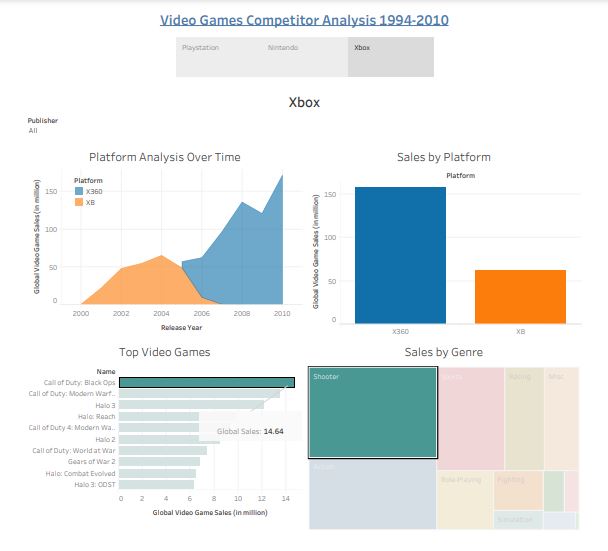 Video Games Competitor Analysis 1994-2010
Playstation
Nintendo
Xbox
Xbox
Publisher
All
Platform Analysis Over Time
Platform
X360
XB
Global Video Game Sales (in million)
150
100
50
0
2000
2002
2004
2006
2008
2010
Release Year
Sales by Platform
Platform
Global Video Game Sales (in million)
150
100
50
0
X360
XB
Top Video Games
Name
Call of Duty: Black Ops
Call of Duty: Modern Warf..
Halo 3
Halo: Reach
Call of Duty 4: Modern Wa..
Halo 2
Call of Duty: World at War
Gears of War 2
Halo: Combat Evolved
Halo 3: ODST
Global Sales: 14.64
0
2
4
6
8
10
12
14
Global Video Game Sales (in million)
Sales by Genre
Shooter
Sports
Racing
Misc
Action
Role-Playing
Fighting
Simulation